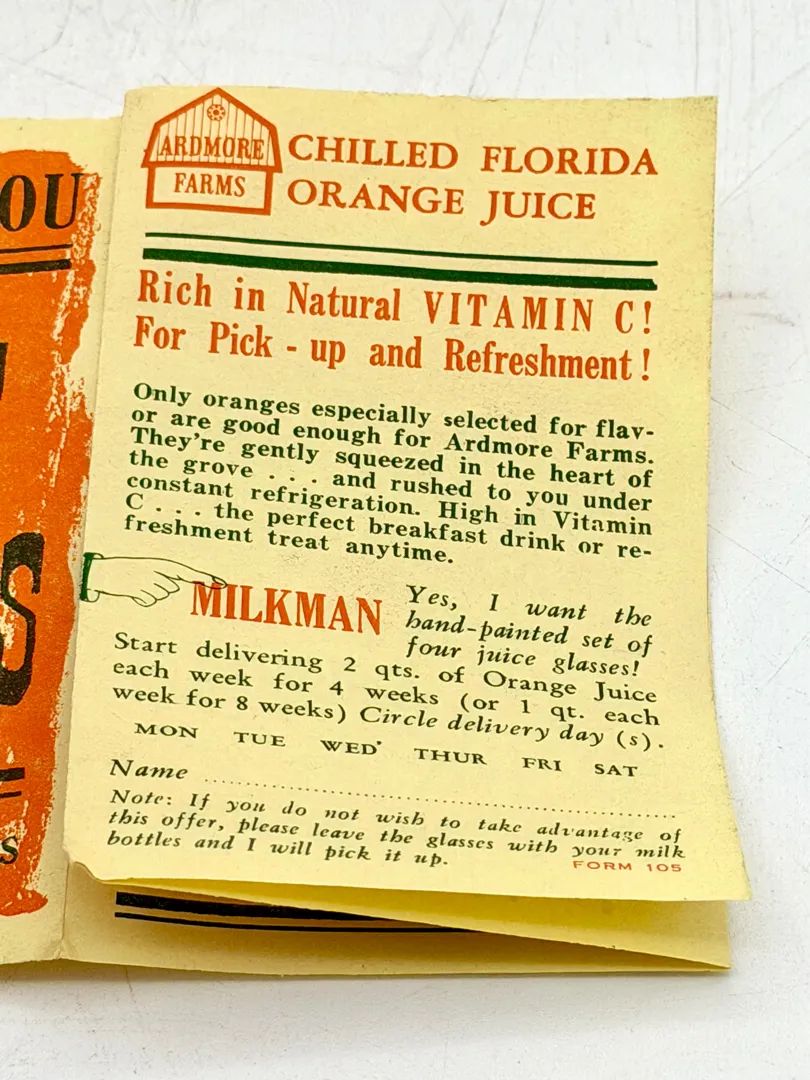 OU
S
ARDMORE
FARMS
CHILLED FLORIDA
ORANGE JUICE
Rich in Natural VITAMIN C!
For Pick - up and Refreshment!
Only oranges especially selected for flav-
or are good enough for Ardmore Farms.
They're gently squeezed in the heart of
the grove . . . and rushed to you under
constant refrigeration. High in Vitamin
C . . . the perfect breakfast drink or re-
freshment treat anytime.
MILKMAN
Yes, I want the
hand-painted set of
four juice glasses!
Start delivering 2 qts. of Orange Juice
each week for 4 weeks (or 1 qt. each
week for 8 weeks) Circle delivery day (s).
MON TUE WED THUR FRI SAT
Name ..............................
Note: If you do not wish to take advantage of
this offer, please leave the glasses with your milk
bottles and I will pick it up.
FORM 105